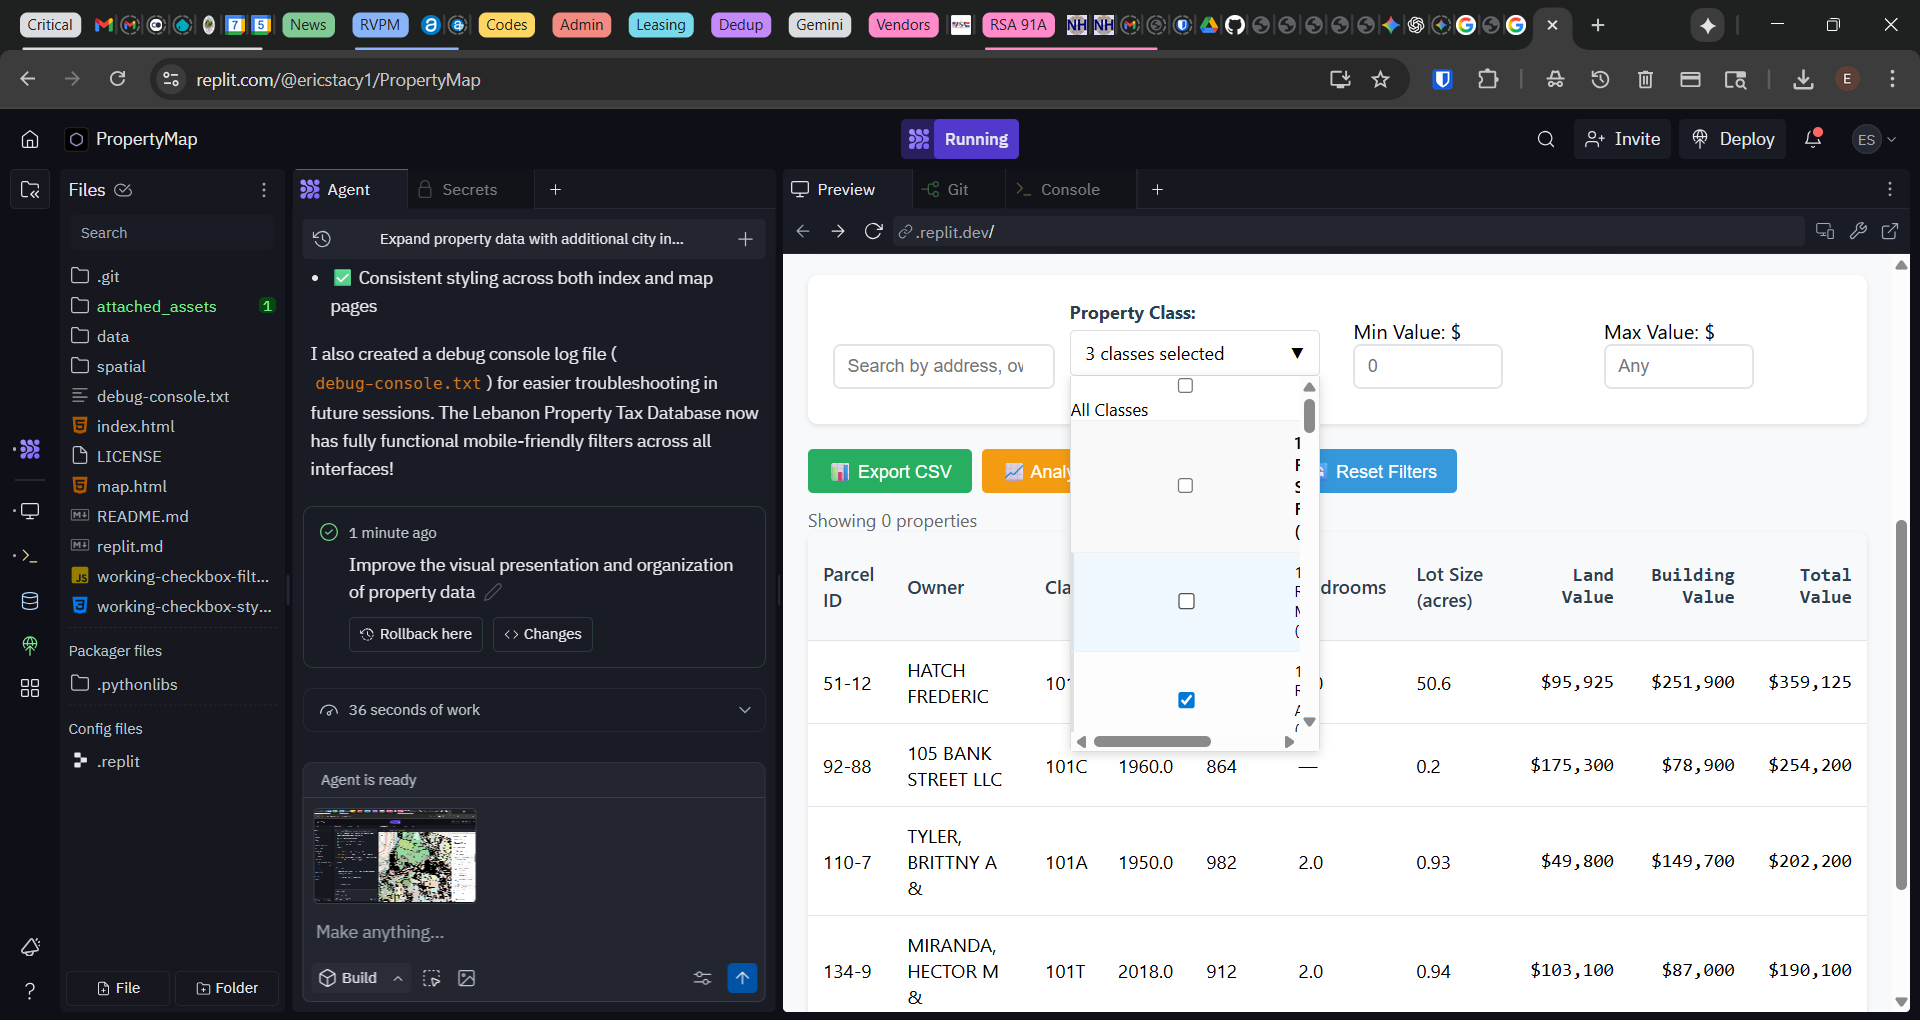 Critical
7
5
News
RVPM
Codes
Admin
Leasing
Dedup
Gemini
Vendors
RSA 91A
NH
NH
replit.com/@ericstacy1/PropertyMap
E
PropertyMap
Running
Invite
Deploy
ES
Files
Search
.git
attached_assets 1
data
spatial
debug-console.txt
index.html
LICENSE
map.html
README.md
replit.md
working-checkbox-filt...
working-checkbox-sty...
Packager files
.pythonlibs
Config files
.replit
File
Folder
Agent
Secrets
Expand property data with additional city in...
• ✅ Consistent styling across both index and map
pages
I also created a debug console log file (
debug-console.txt ) for easier troubleshooting in
future sessions. The Lebanon Property Tax Database now
has fully functional mobile-friendly filters across all
interfaces!
1 minute ago
Improve the visual presentation and organization
of property data
Rollback here
Changes
36 seconds of work
Agent is ready
Make anything...
Build
Preview
Git
Console
.replit.dev/
Property Class:
Min Value: $
Max Value: $
Search by address, ov
3 classes selected ▼
0
Any
All Classes
Export CSV
Analy
Reset Filters
Showing 0 properties
Parcel ID Owner Cla drooms Lot Size (acres) Land Value Building Value Total Value
51-12 HATCH FREDERIC 101 50.6 $95,925 $251,900 $359,125
92-88 105 BANK STREET LLC 101C 1960.0 864 — 0.2 $175,300 $78,900 $254,200
110-7 TYLER, BRITTNY A & 101A 1950.0 982 2.0 0.93 $49,800 $149,700 $202,200
134-9 MIRANDA, HECTOR M & 101T 2018.0 912 2.0 0.94 $103,100 $87,000 $190,100